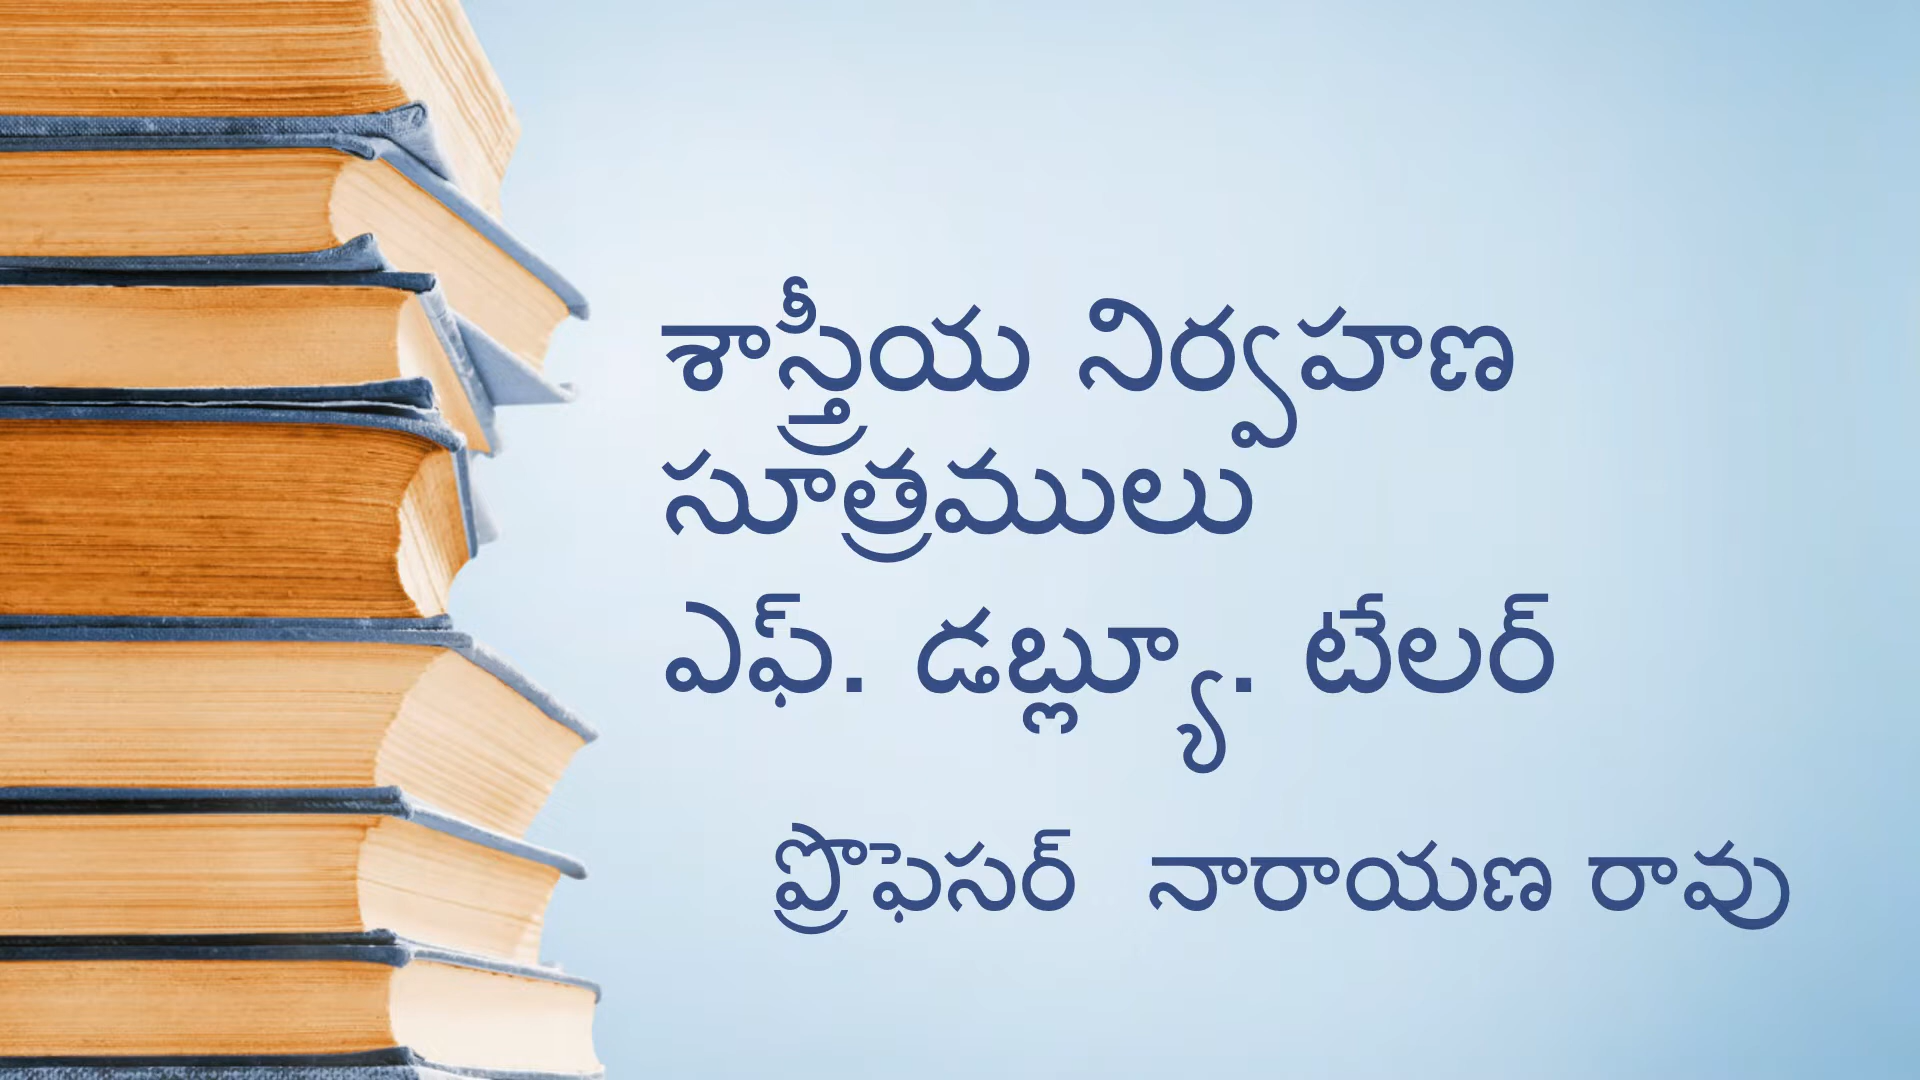 శాస్త్రీయ నిర్వహణ
సూత్రములు
ఎఫ్. డబ్ల్యూ. టేలర్
ప్రొఫెసర్ నారాయణ రావు